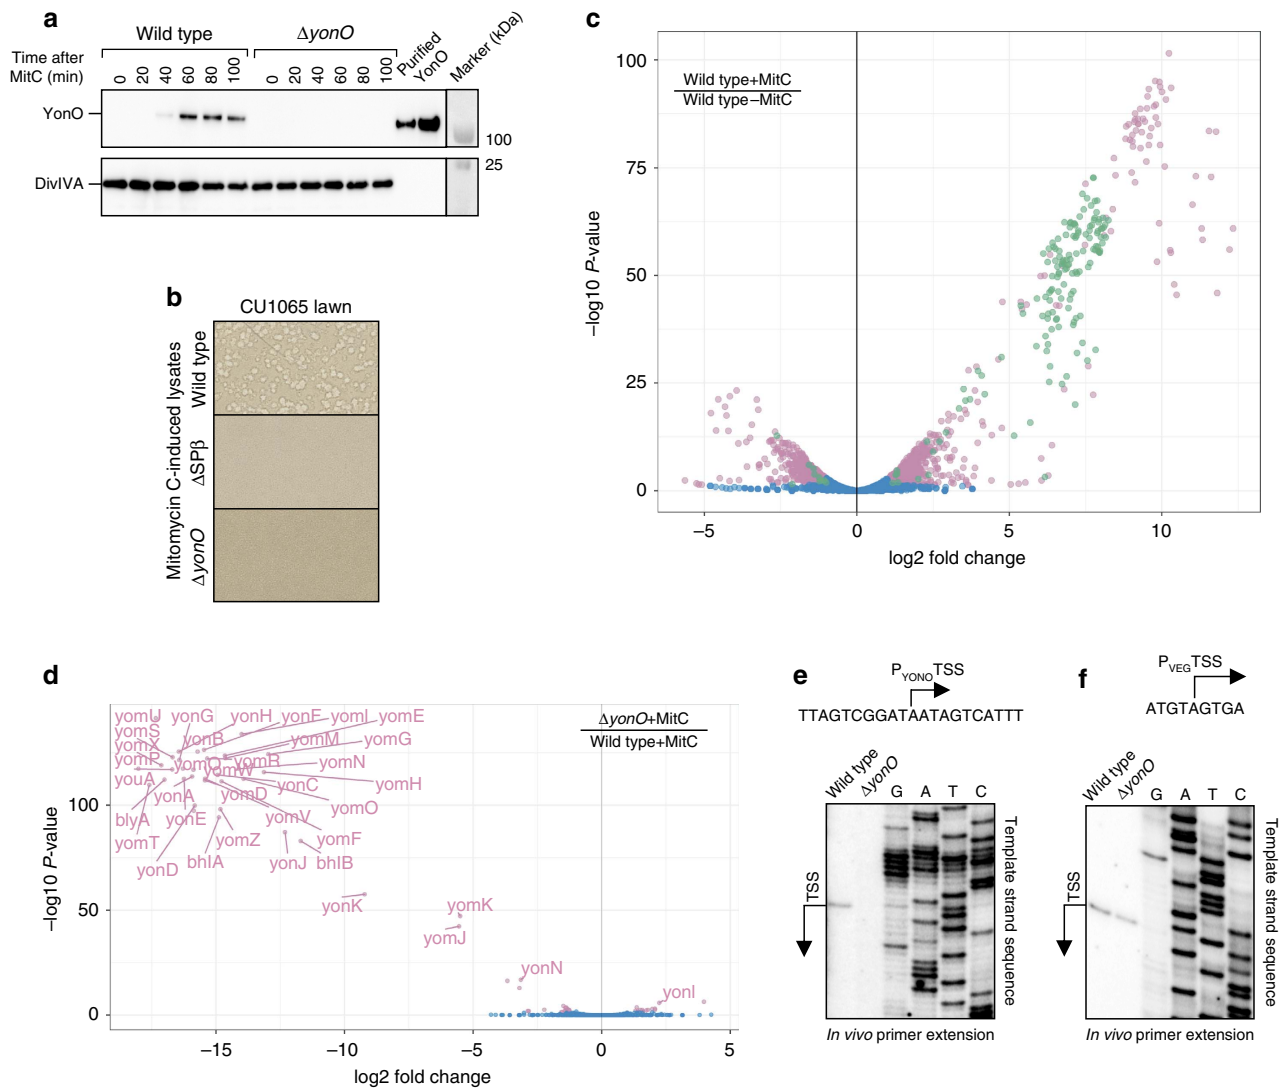 a
Wild type
ΔyonO
Time after
MitC (min)
0 20 40 60 80 100
0 20 40 60 80 100
Purified
YonO
Marker (kDa)
YonO
100
25
DivIVA
b
CU1065 lawn
Mitomycin C-induced lysates
Wild type
ΔSPβ
ΔyonO
c
Wild type+MitC
Wild type−MitC
100
75
50
25
0
−log10 P-value
−5 0 5 10
log2 fold change
d
ΔyonO+MitC
Wild type+MitC
yomU yonG yonH yonF yomI yomE
yomS
yomX yonB yomM yomG
yomP yomQ yomR yomN
youA yomW yonC yomH
yonA yomD yomO
blyA yonE yomV
yomT yomZ yomF
yonD bhlA yonJ bhlB
yonK yomK
yomJ
yonN
yonI
100
50
0
−log10 P-value
−15 −10 −5 0 5
log2 fold change
e
PYONOTSS
TTAGTCGGATAATAGTCATTT
Wild type
ΔyonO
G A T C
TSS
Template strand sequence
In vivo primer extension
f
PVEGTSS
ATGTAGTGA
Wild type
ΔyonO
G A T C
TSS
Template strand sequence
In vivo primer extension